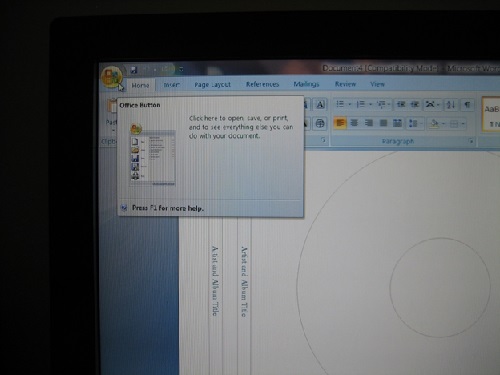 Document4 [Compatibility Mode] - Microsoft Word
Home Insert Page Layout References Mailings Review View
Office Button
Click here to open, save, or print,
and to see everything else you can
do with your document.
Press F1 for more help.
Paragraph
Artist and Album Title
Artist and Album Title